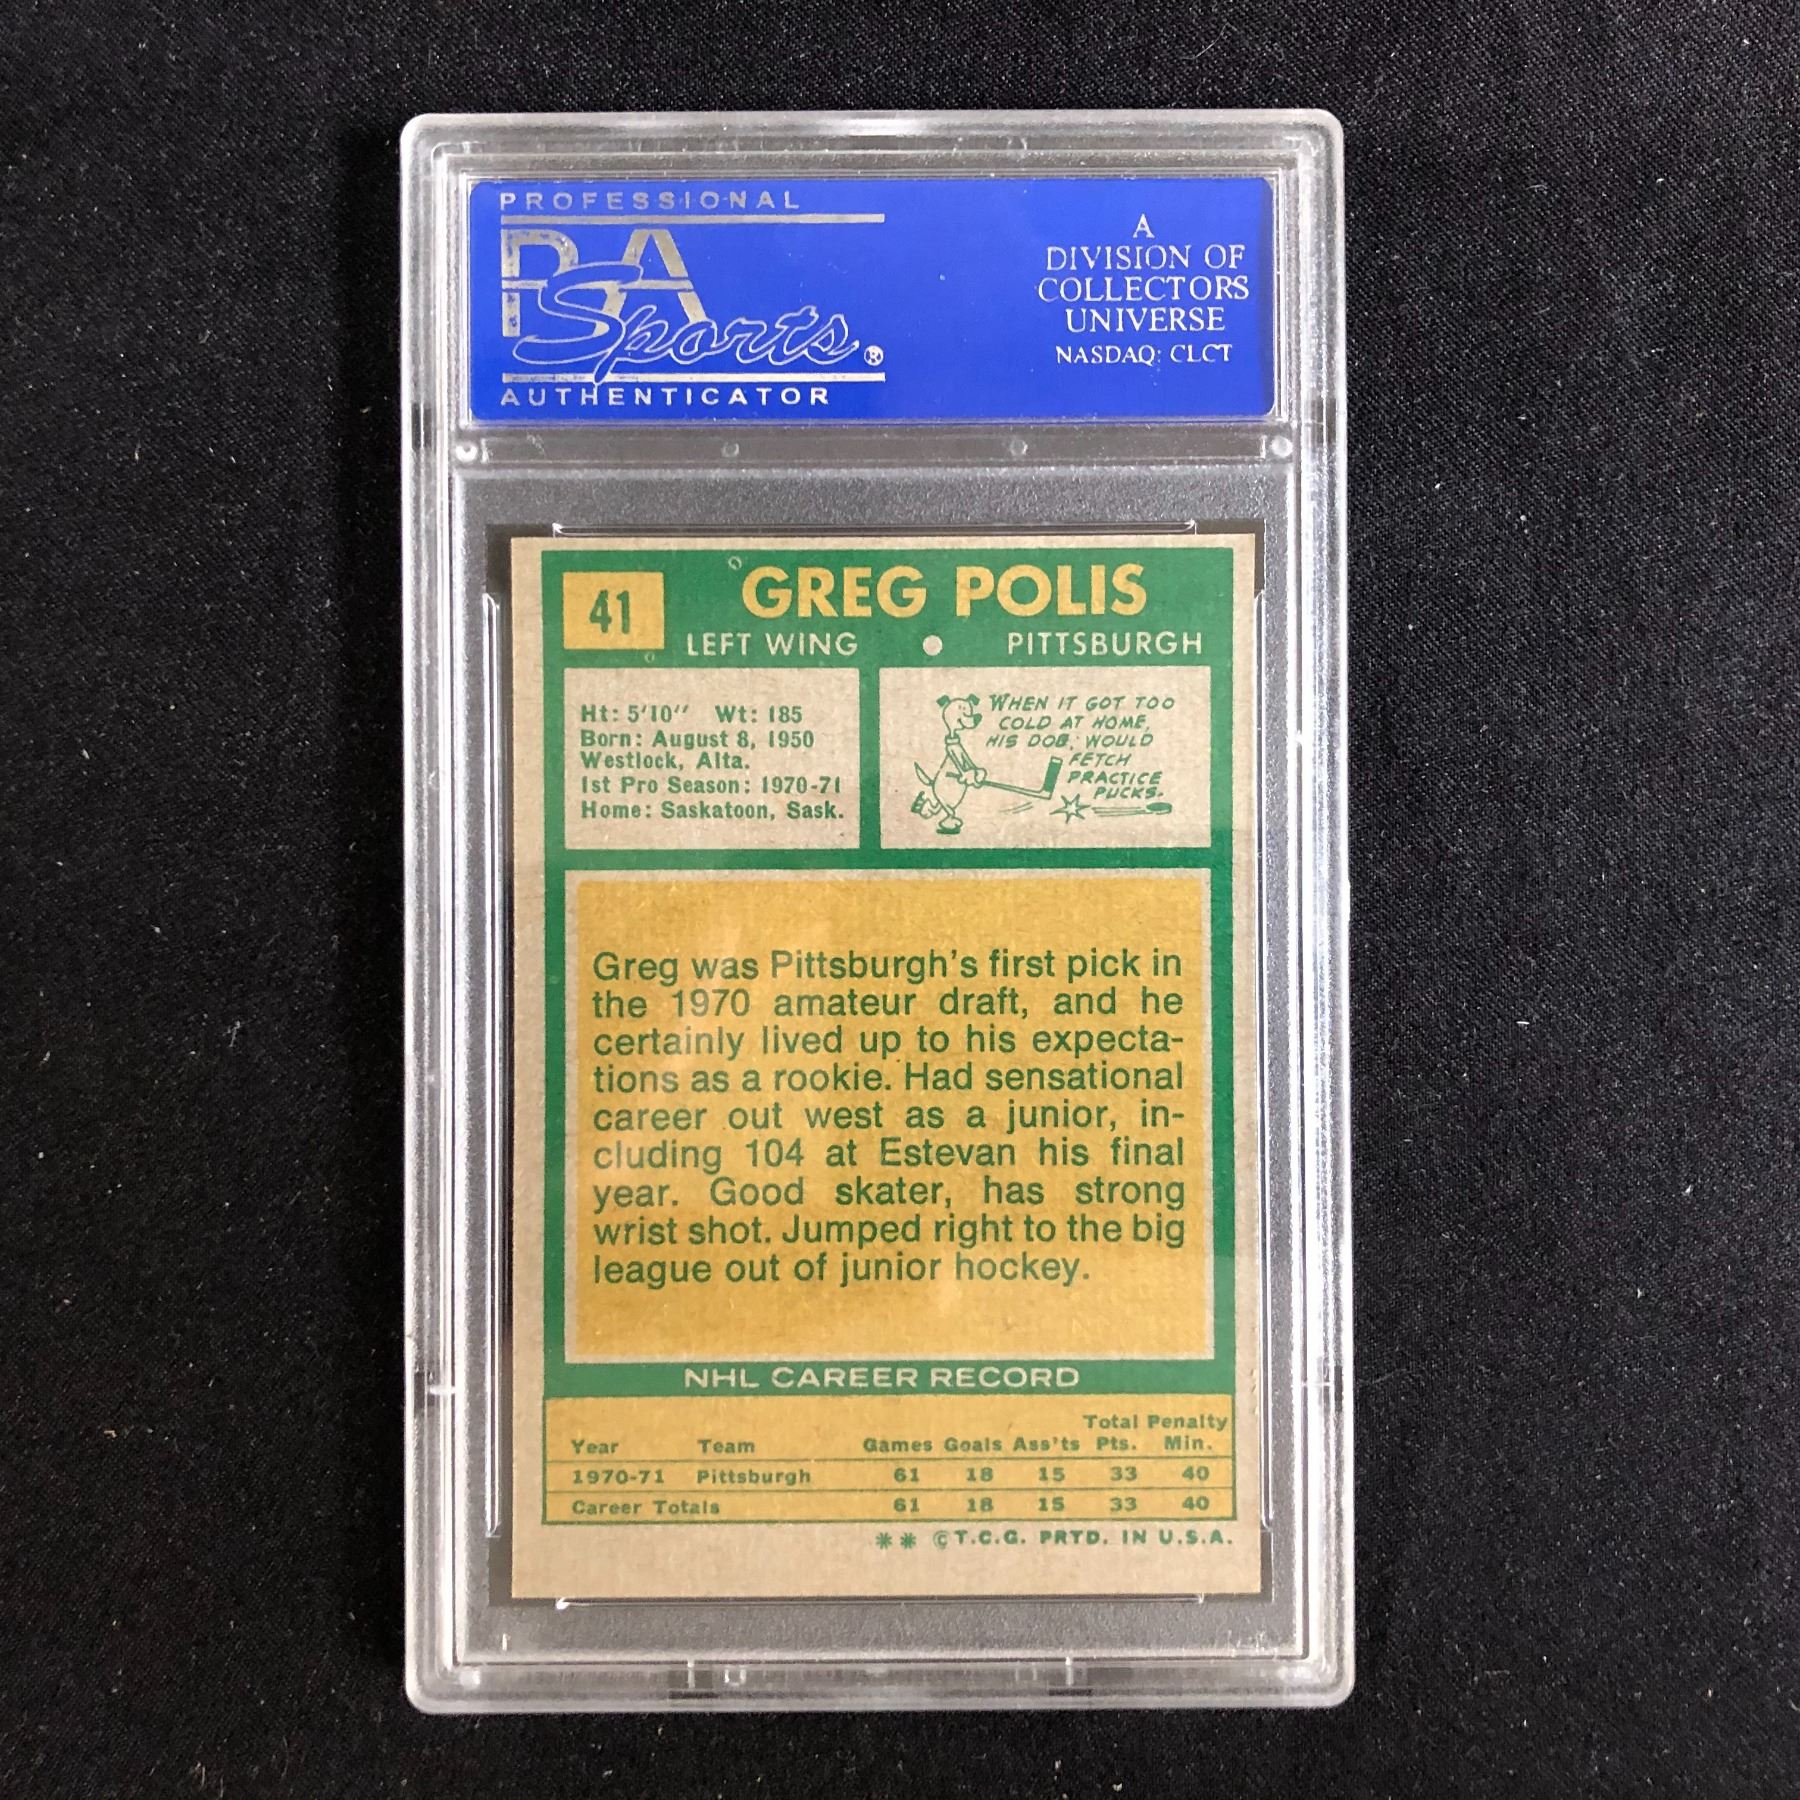 PROFESSIONAL
PSA
Sports®
AUTHENTICATOR
A
DIVISION OF
COLLECTORS
UNIVERSE
NASDAQ: CLCT
41
GREG POLIS
LEFT WING PITTSBURGH
Ht: 5'10'' Wt: 185
Born: August 8, 1950
Westlock, Alta.
1st Pro Season: 1970-71
Home: Saskatoon, Sask.
WHEN IT GOT TOO
COLD AT HOME,
HIS DOG, WOULD
FETCH
PRACTICE
PUCKS.
Greg was Pittsburgh's first pick in
the 1970 amateur draft, and he
certainly lived up to his expecta-
tions as a rookie. Had sensational
career out west as a junior, in-
cluding 104 at Estevan his final
year. Good skater, has strong
wrist shot. Jumped right to the big
league out of junior hockey.
NHL CAREER RECORD
Total Penalty
Year Team Games Goals Ass'ts Pts. Min.
1970-71 Pittsburgh 61 18 15 33 40
Career Totals 61 18 15 33 40
** © T.C.G. PRTD. IN U.S.A.